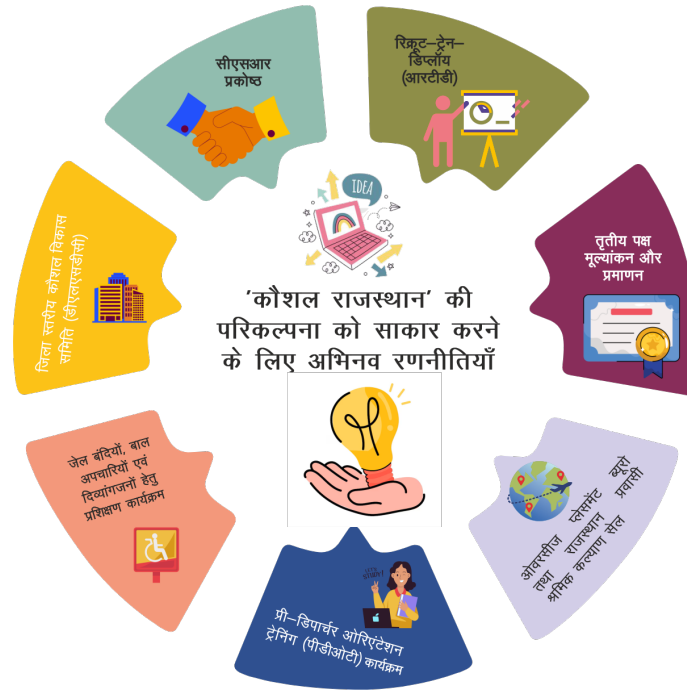 सीएसआर
प्रकोष्ठ
रिक्रूट–ट्रेन–
डिप्लॉय
(आरटीडी)
IDEA
तृतीय पक्ष
मूल्यांकन और
प्रमाणन
जिला स्तरीय कौशल विकास
समिति (डीएलएसडीसी)
'कौशल राजस्थान' की
परिकल्पना को साकार करने
के लिए अभिनव रणनीतियाँ
जेल बंदियों, बाल
अपचारियों एवं
दिव्यांगजनों हेतु
प्रशिक्षण कार्यक्रम
ओवरसीज प्लेसमेंट ब्यूरो
तथा राजस्थान प्रवासी
श्रमिक कल्याण सेल
LET'S
STUDY!
प्री–डिपार्चर ओरिएंटेशन
ट्रेनिंग (पीडीओटी) कार्यक्रम